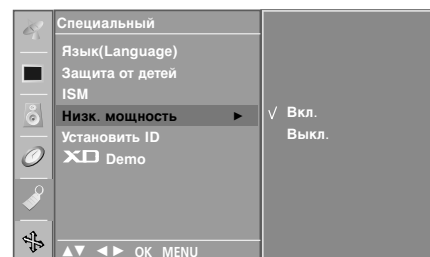 Специальный
Язык(Language)
Защита от детей
ISM
Низк. мощность ► √ Вкл.
Установить ID Выкл.
XD Demo
▲▼ ◄► OK MENU